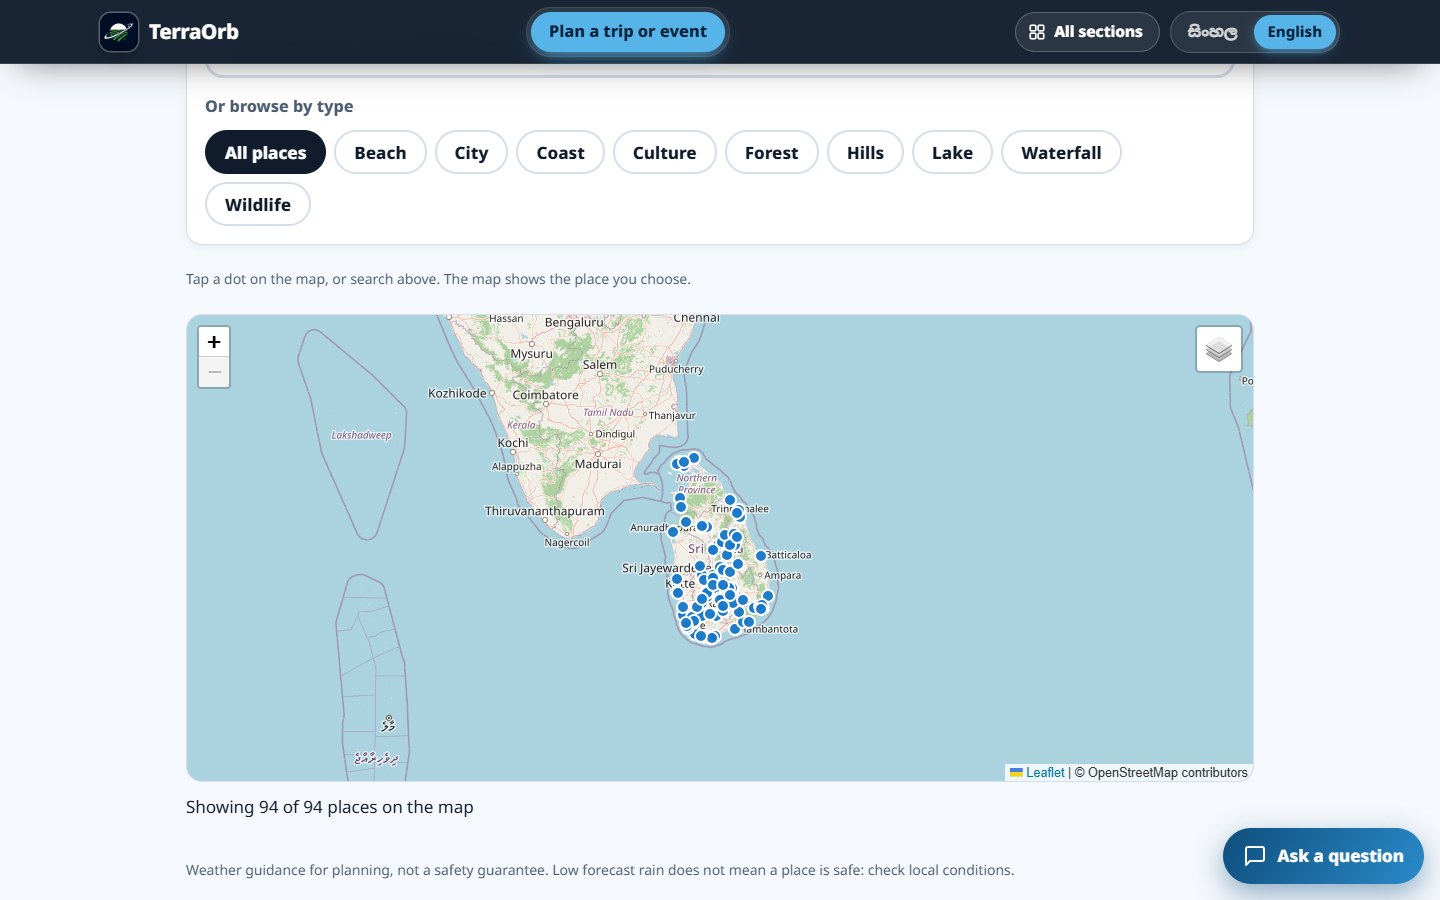 TerraOrb
Plan a trip or event
All sections
සිංහල
English
Or browse by type
All places
Beach
City
Coast
Culture
Forest
Hills
Lake
Waterfall
Wildlife
Tap a dot on the map, or search above. The map shows the place you choose.
+
−
Hassan
Bengaluru
Chennai
Mysuru
Salem
Puducherry
Kozhikode
Coimbatore
Tamil Nadu
Thanjavur
Lakshadweep
Kerala
Kochi
Dindigul
Alappuzha
Madurai
Northern
Province
Thiruvananthapuram
Nagercoil
Batticaloa
Ampara
Leaflet | © OpenStreetMap contributors
Showing 94 of 94 places on the map
Weather guidance for planning, not a safety guarantee. Low forecast rain does not mean a place is safe: check local conditions.
Ask a question